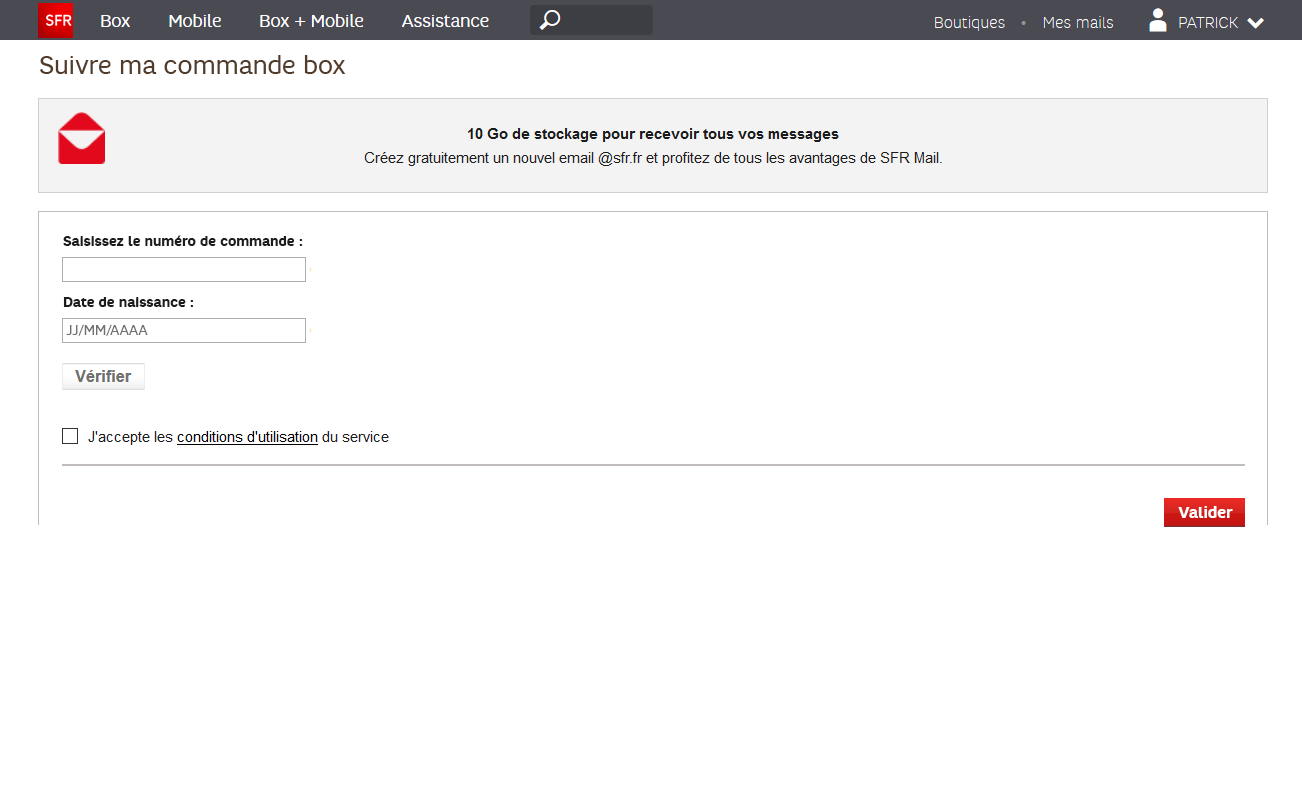 SFR Box Mobile Box + Mobile Assistance Boutiques • Mes mails PATRICK
Suivre ma commande box
10 Go de stockage pour recevoir tous vos messages
Créez gratuitement un nouvel email @sfr.fr et profitez de tous les avantages de SFR Mail.
Saisissez le numéro de commande :
Date de naissance :
JJ/MM/AAAA
Vérifier
J'accepte les conditions d'utilisation du service
Valider